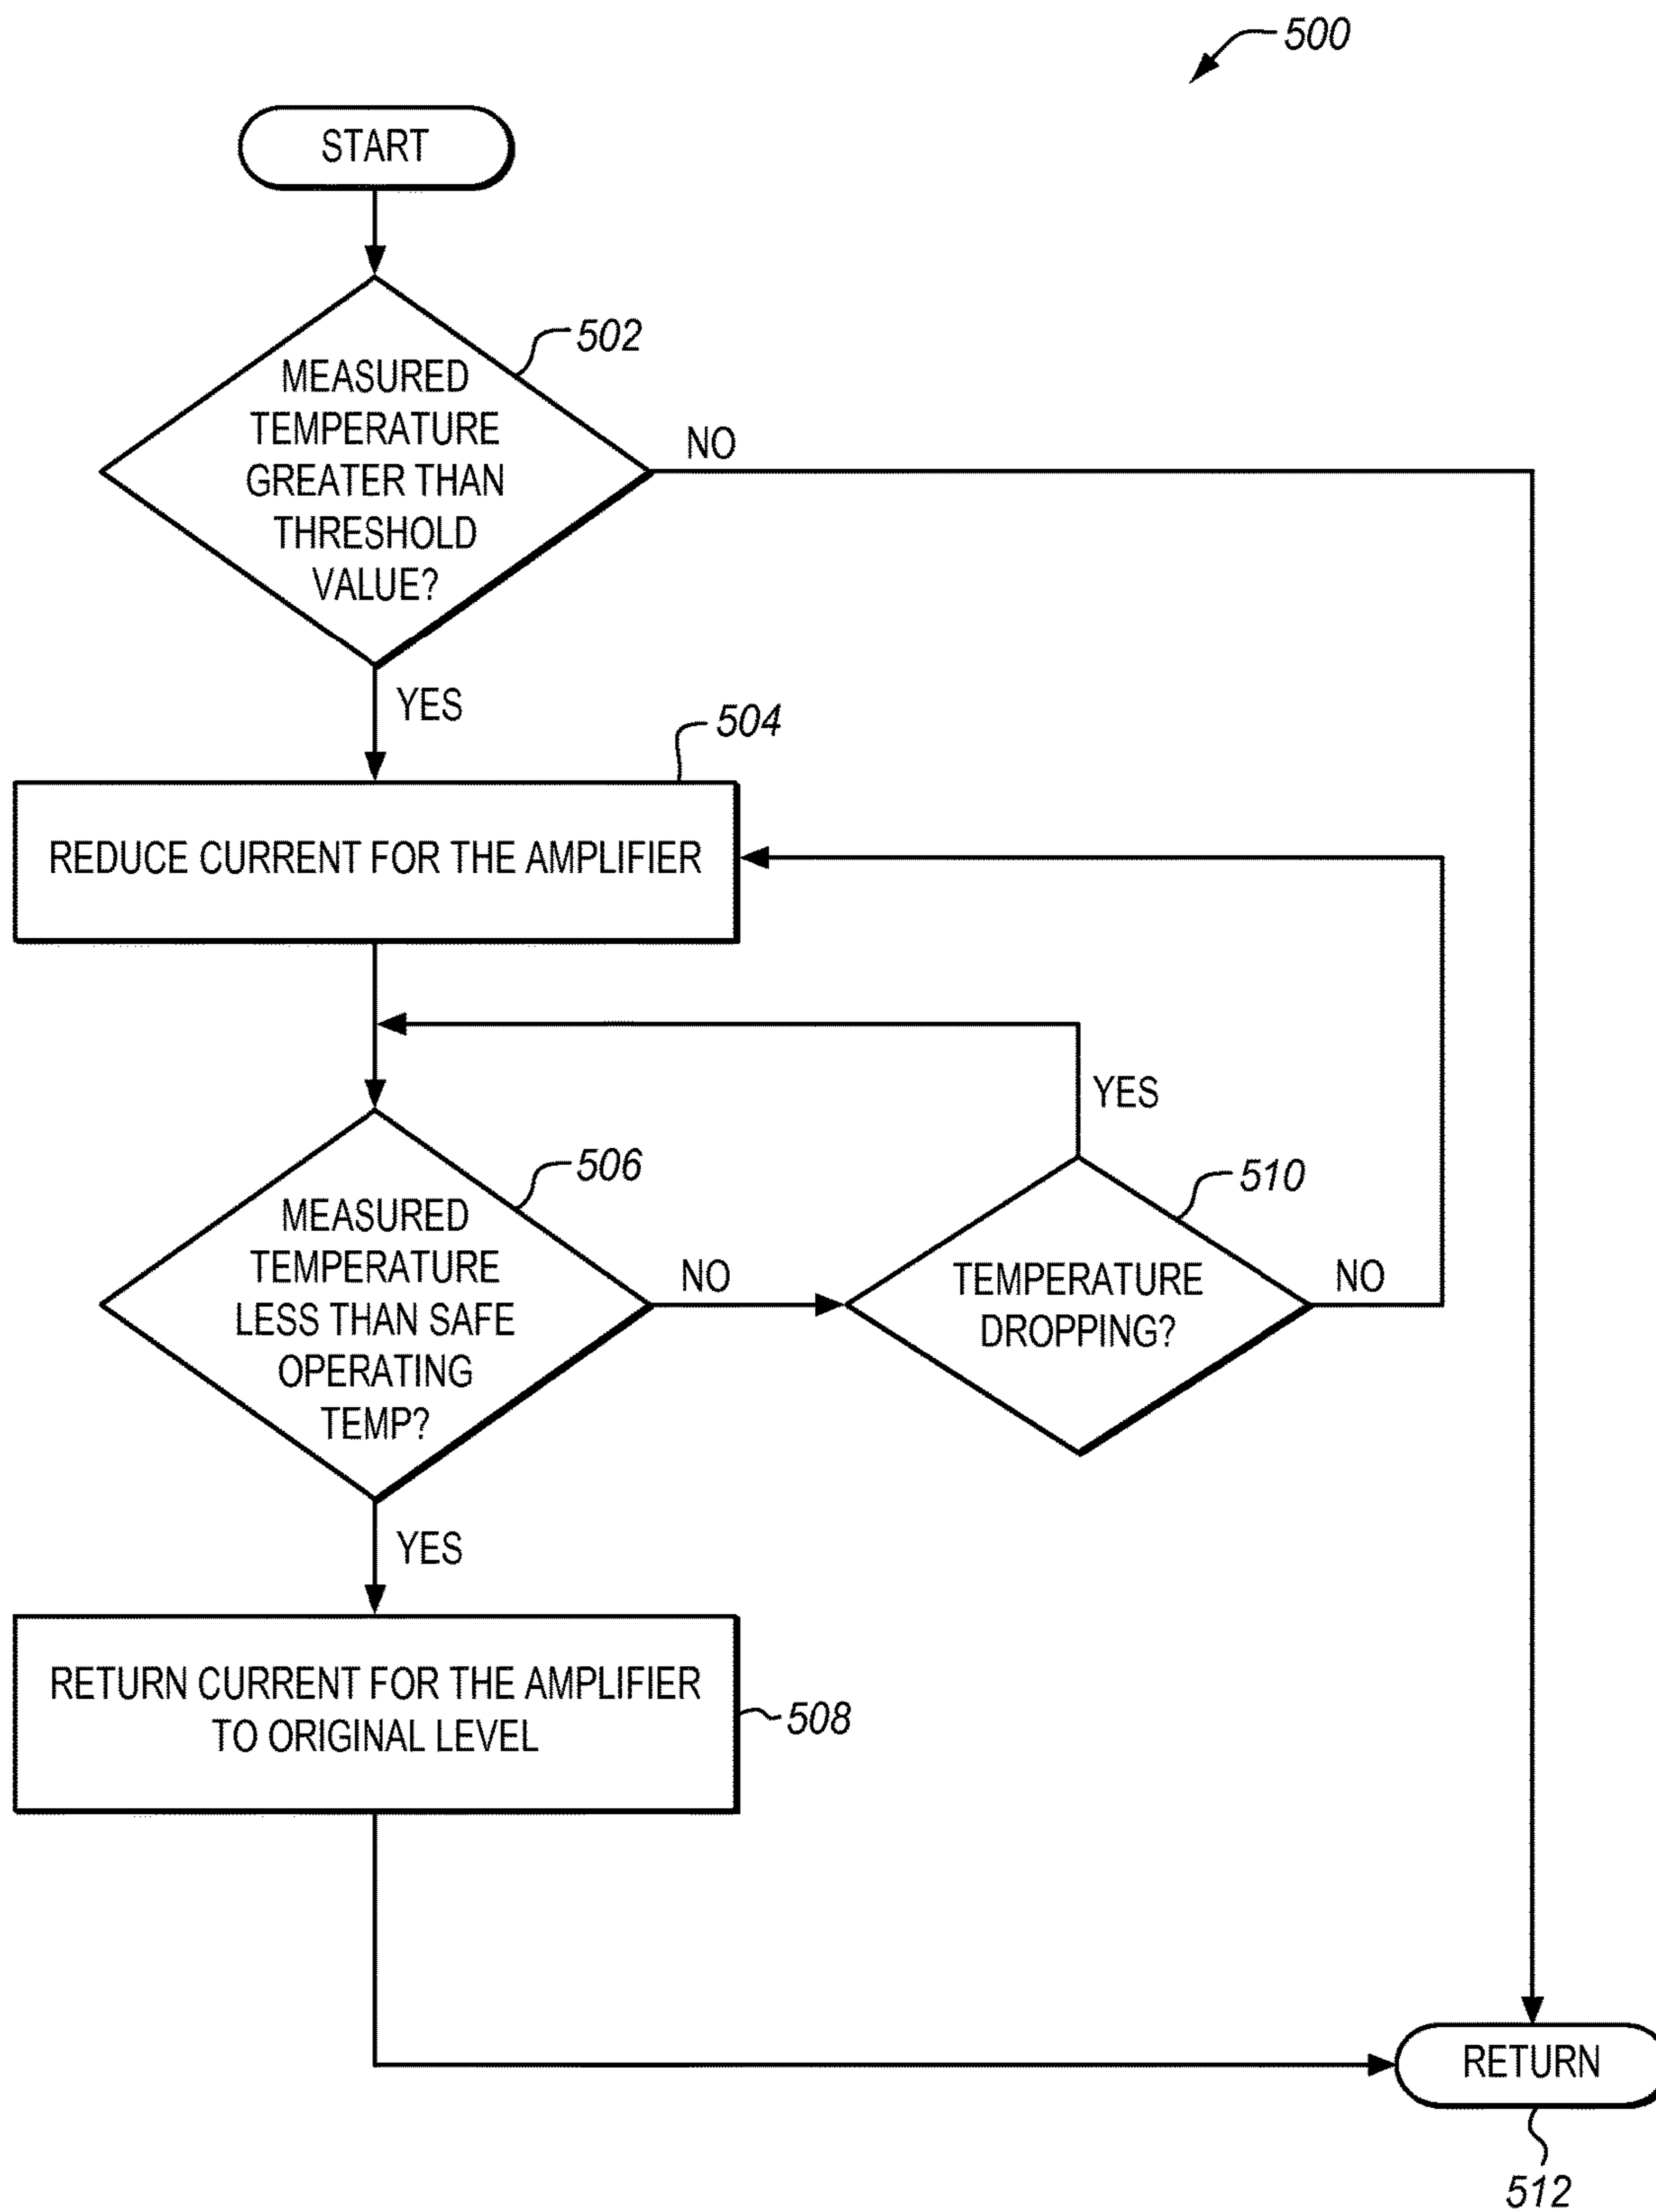 500
START
502
MEASURED
TEMPERATURE
GREATER THAN
THRESHOLD
VALUE?
NO
YES
504
REDUCE CURRENT FOR THE AMPLIFIER
YES
506
510
MEASURED
TEMPERATURE
LESS THAN SAFE
OPERATING
TEMP?
NO
TEMPERATURE
DROPPING?
NO
YES
RETURN CURRENT FOR THE AMPLIFIER
TO ORIGINAL LEVEL
508
RETURN
512